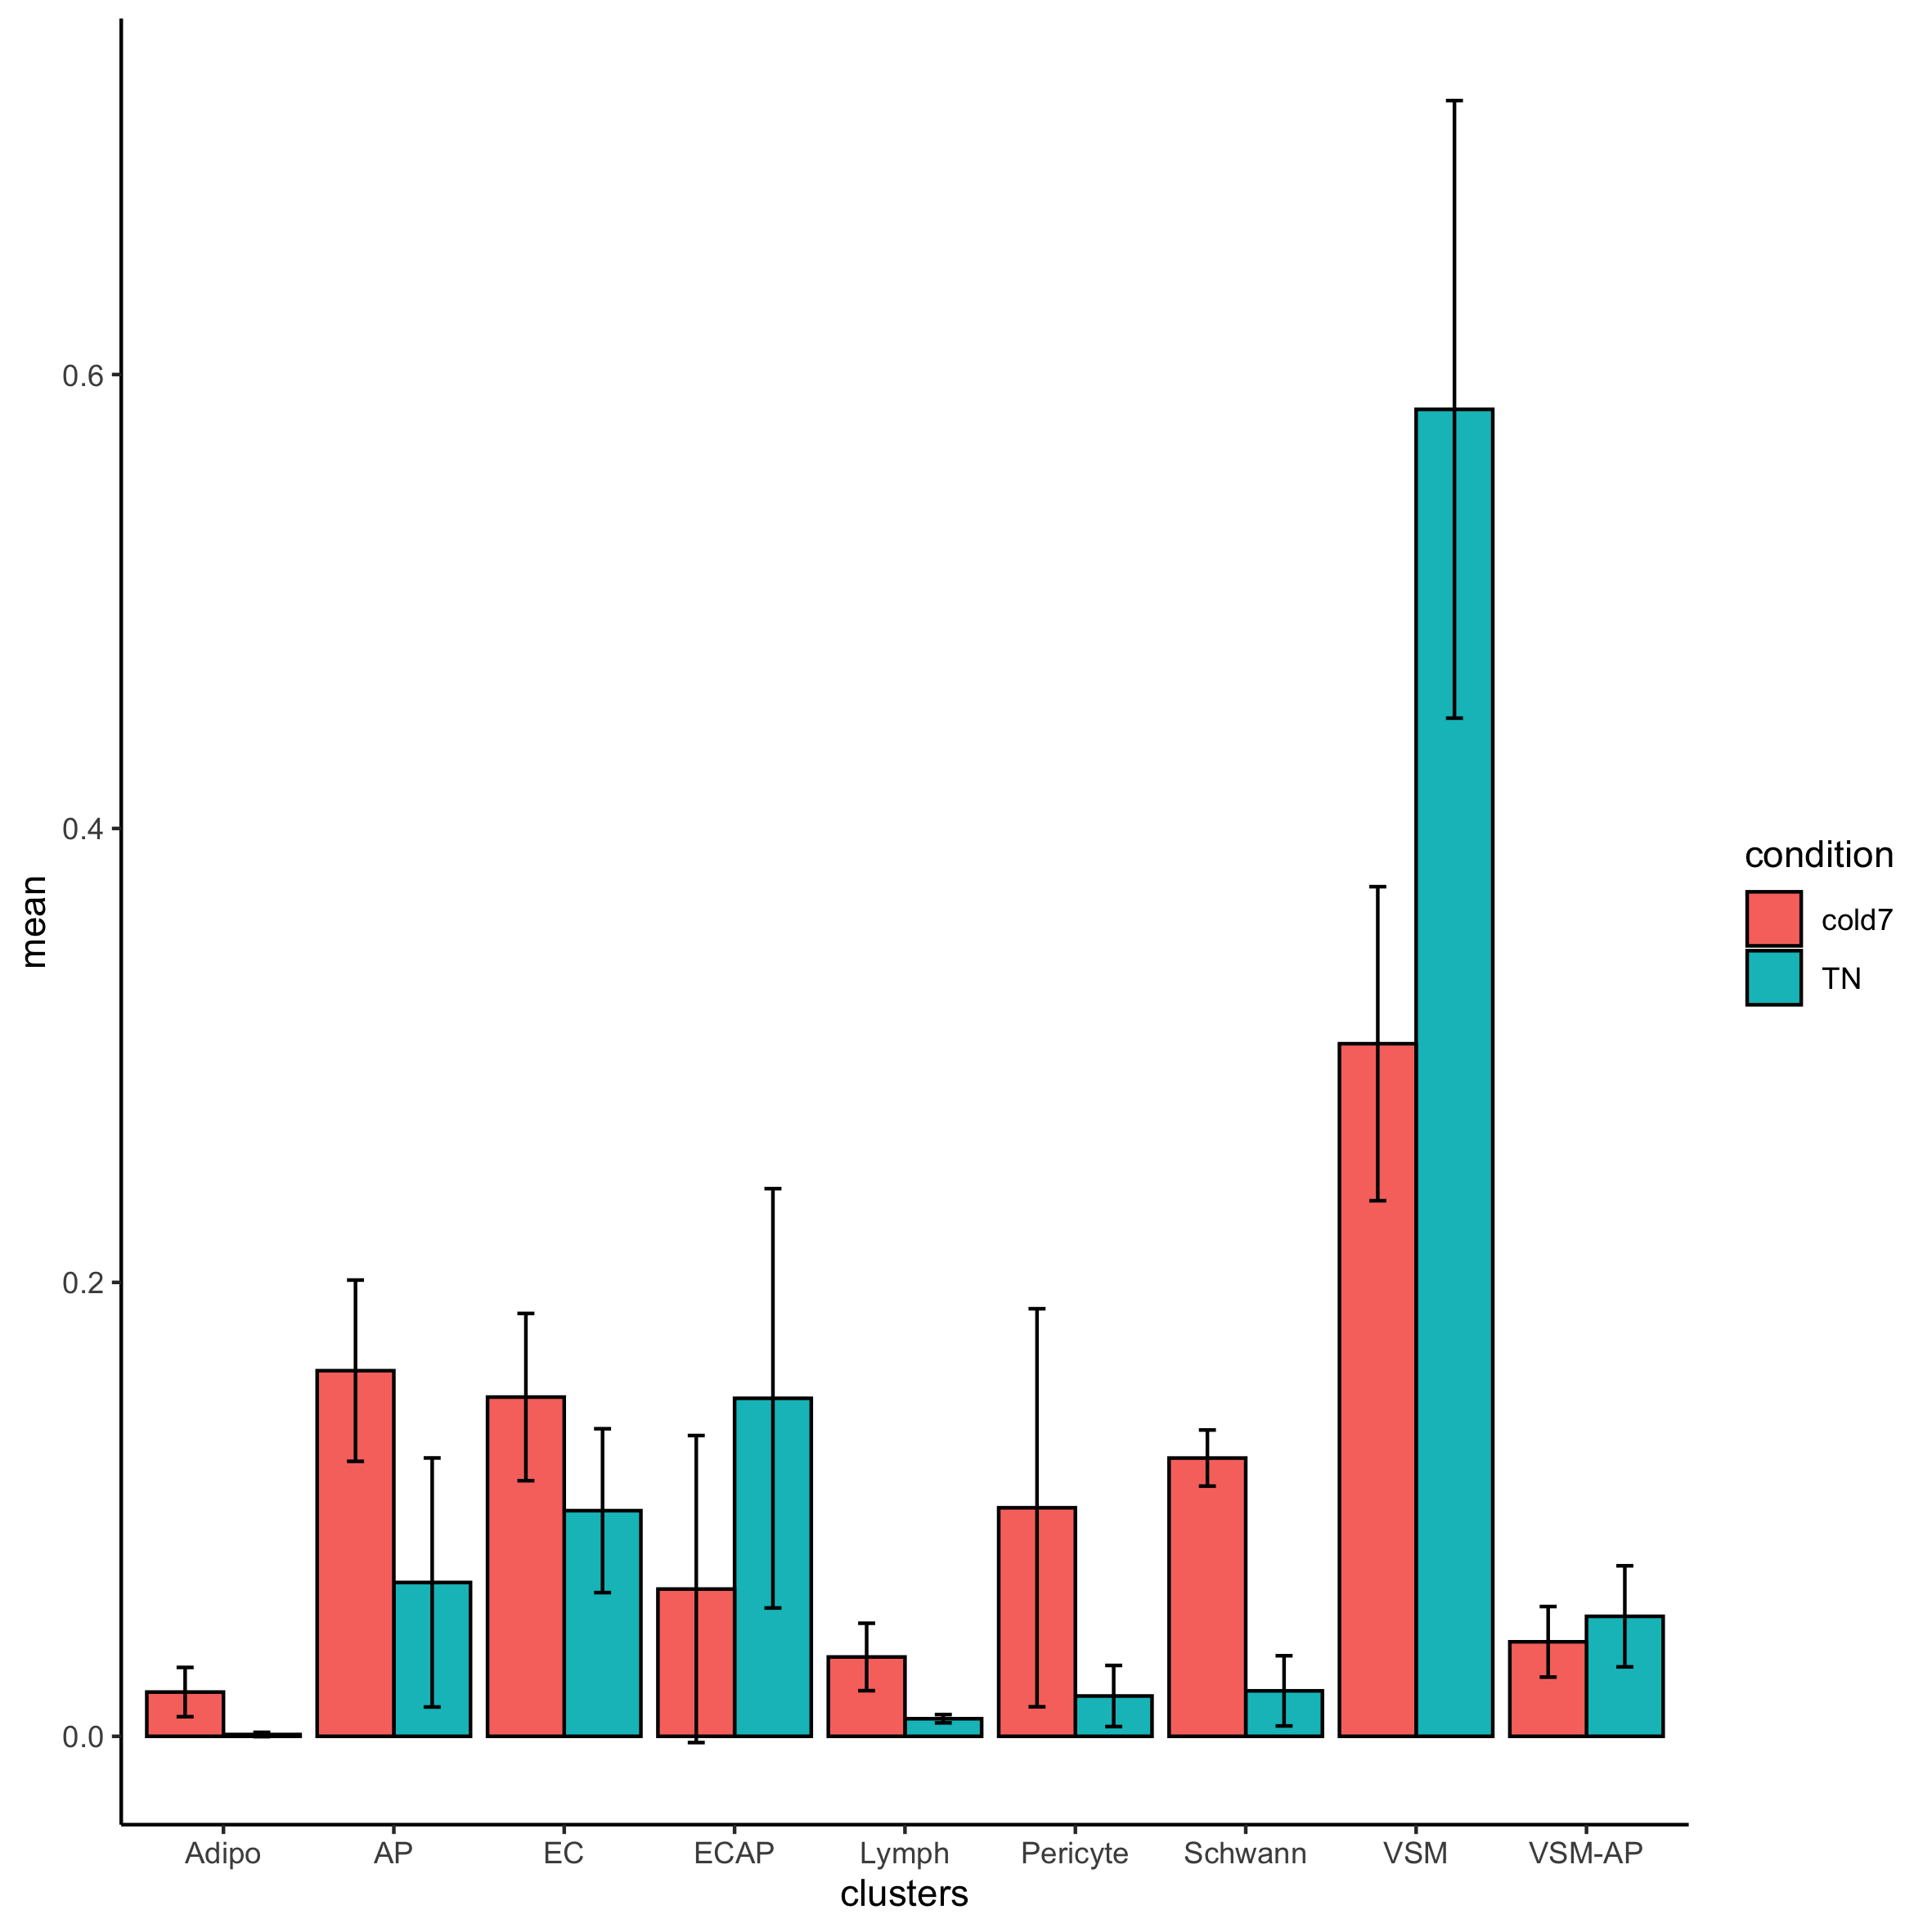 mean
0.6
0.4
0.2
0.0
Adipo AP EC ECAP Lymph Pericyte Schwann VSM VSM-AP
clusters
condition
cold7
TN